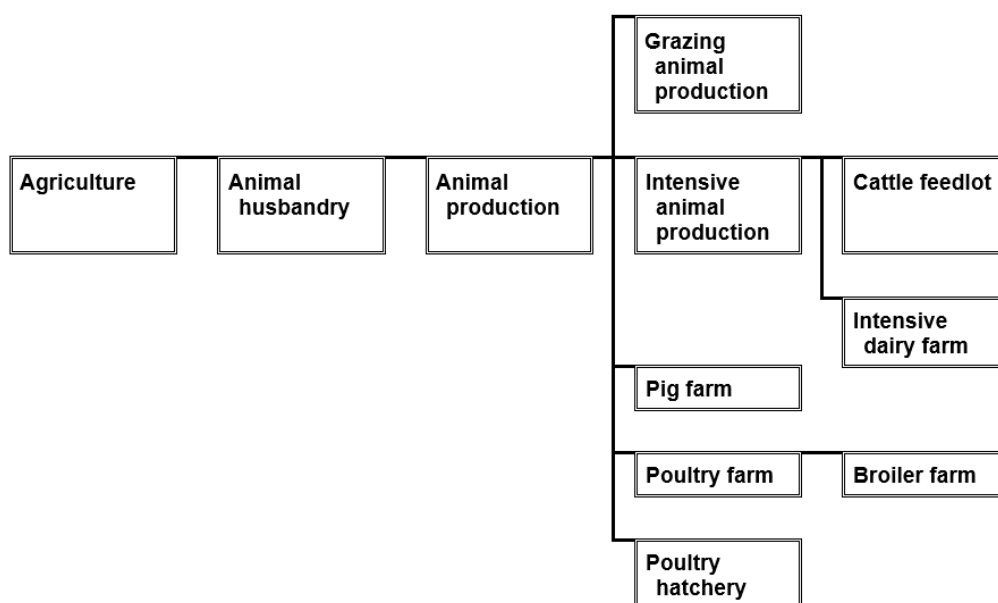 Grazing
animal
production
Agriculture
Animal
husbandry
Animal
production
Intensive
animal
production
Cattle feedlot
Intensive
dairy farm
Pig farm
Poultry farm
Broiler farm
Poultry
hatchery